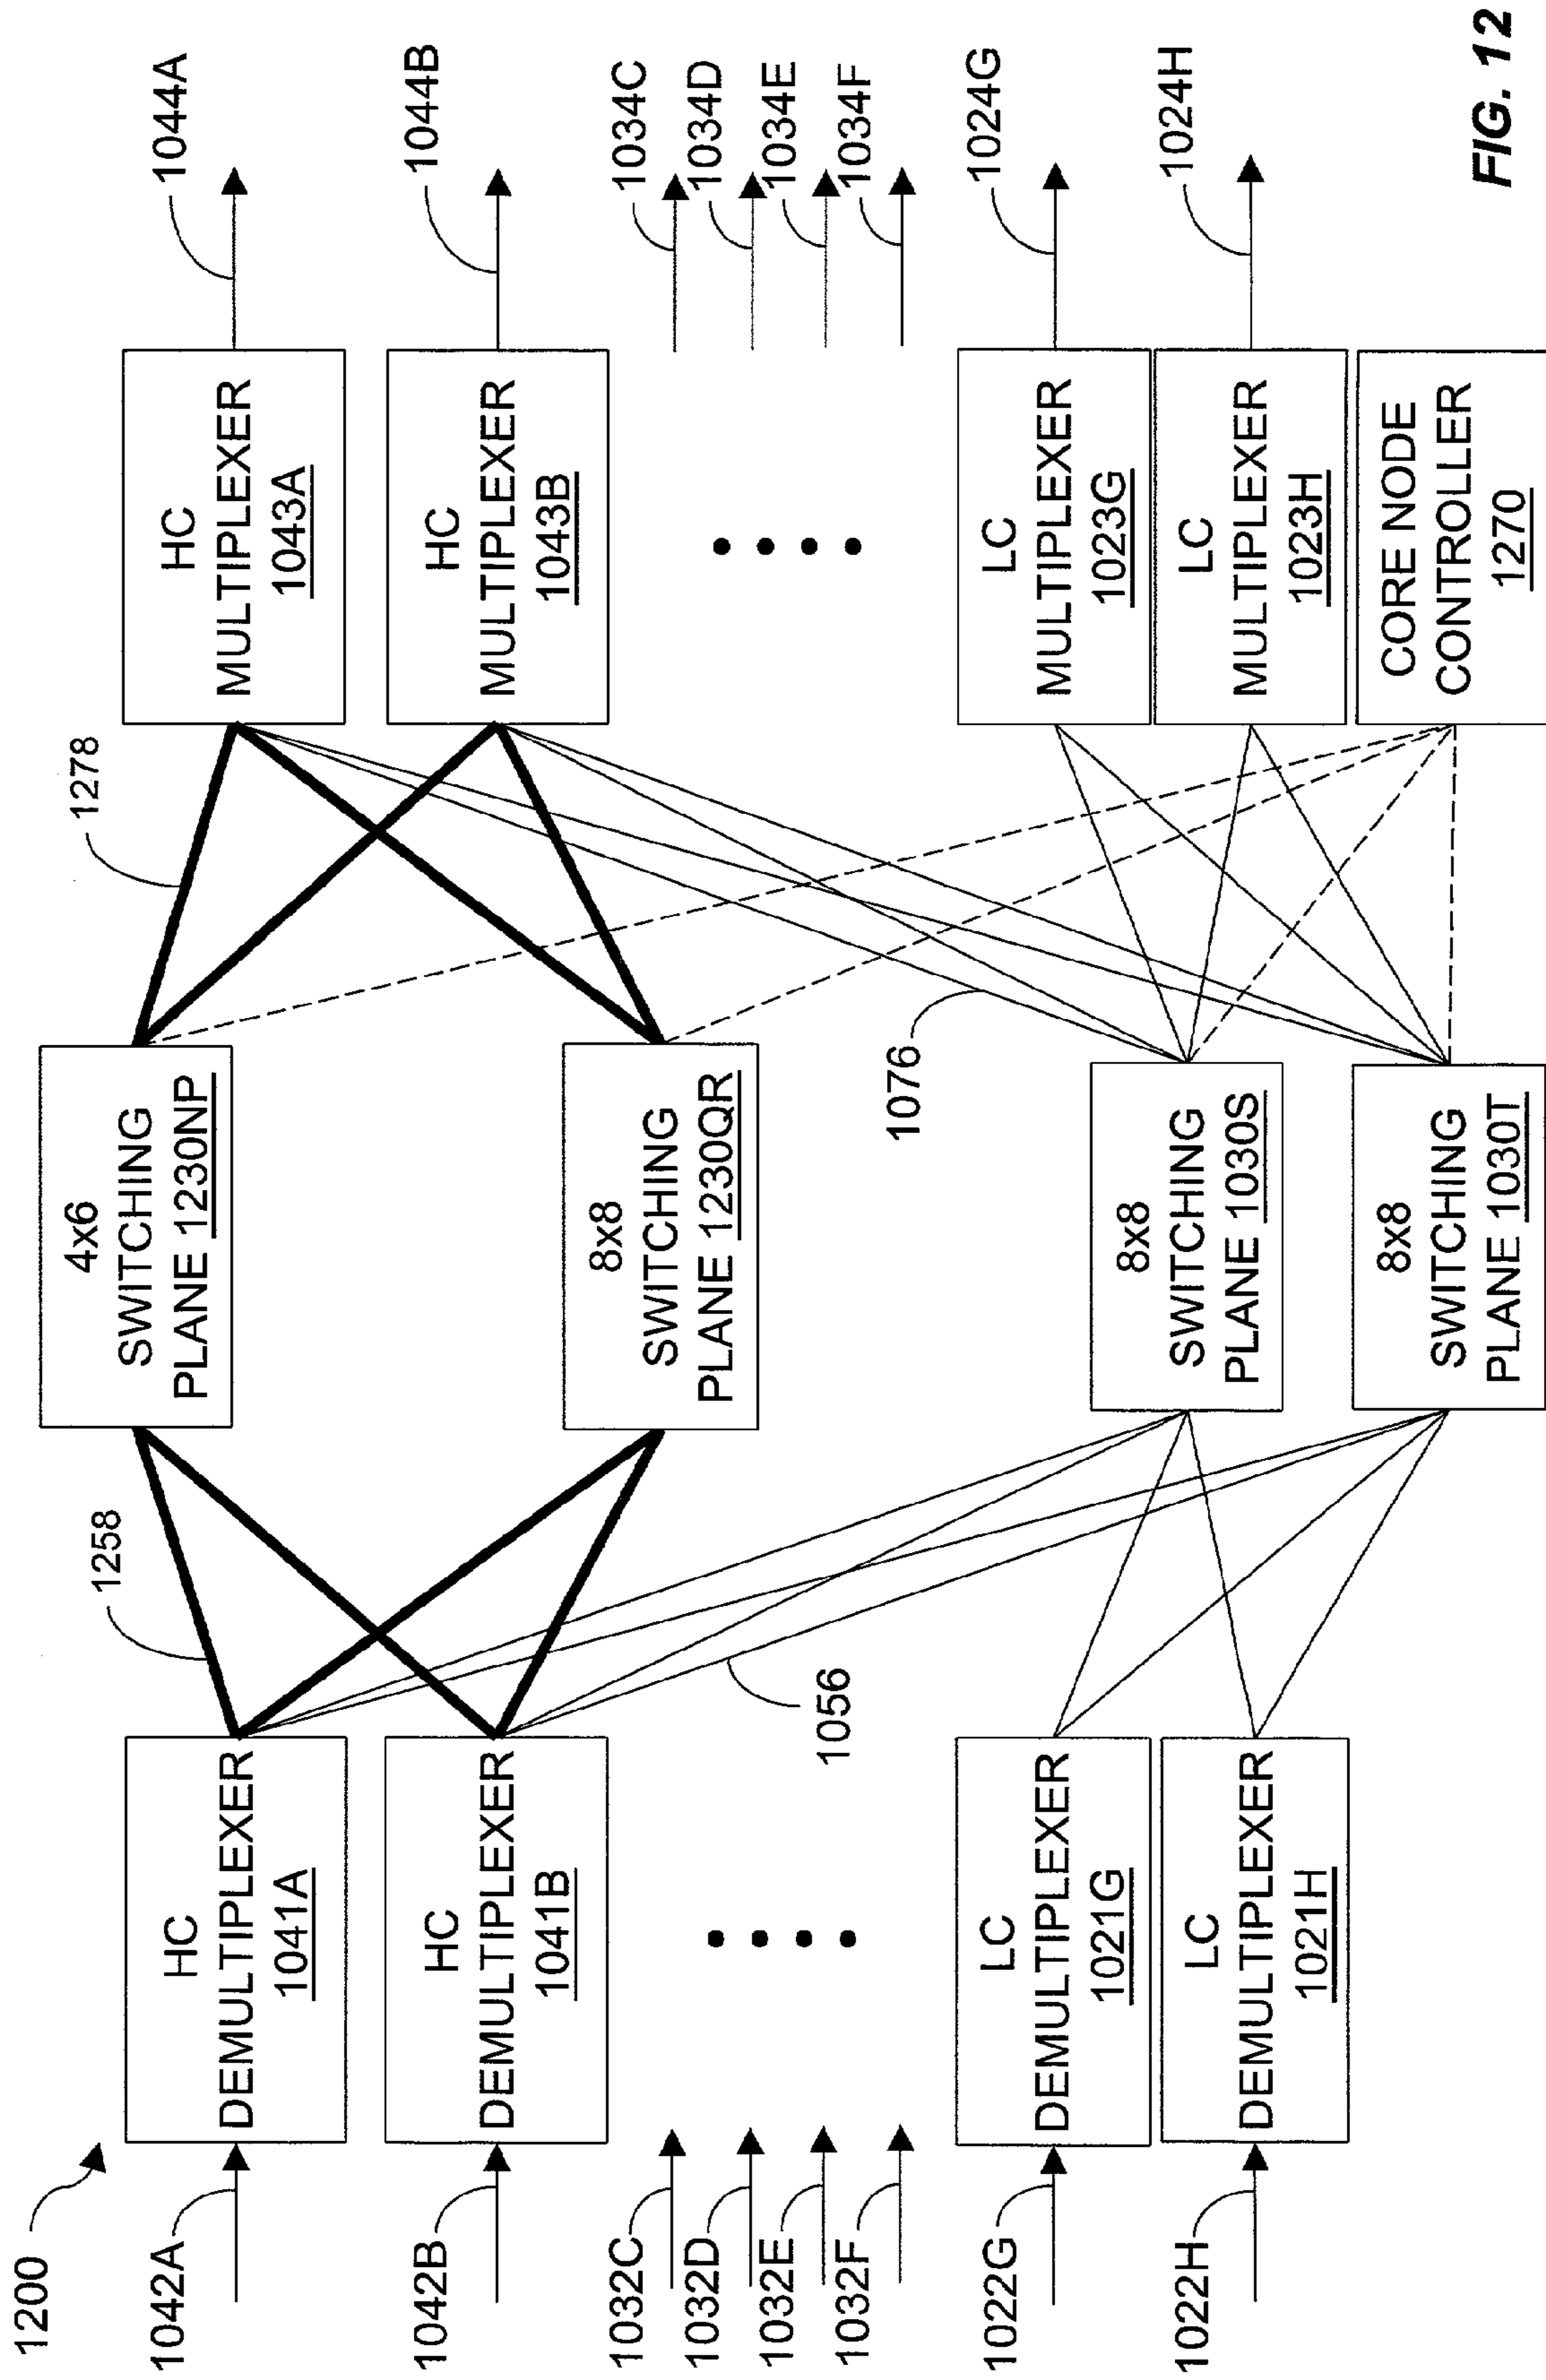 1200
1042A
1042B
1032C
1032D
1032E
1032F
1022G
1022H
HC
DEMULTIPLEXER
1041A
HC
DEMULTIPLEXER
1041B
LC
DEMULTIPLEXER
1021G
LC
DEMULTIPLEXER
1021H
1258
1056
4x6
SWITCHING
PLANE 1230NP
8x8
SWITCHING
PLANE 1230QR
8x8
SWITCHING
PLANE 1030S
8x8
SWITCHING
PLANE 1030T
1278
1076
HC
MULTIPLEXER
1043A
HC
MULTIPLEXER
1043B
LC
MULTIPLEXER
1023G
LC
MULTIPLEXER
1023H
CORE NODE
CONTROLLER
1270
1044A
1044B
1034C
1034D
1034E
1034F
1024G
1024H
FIG. 12